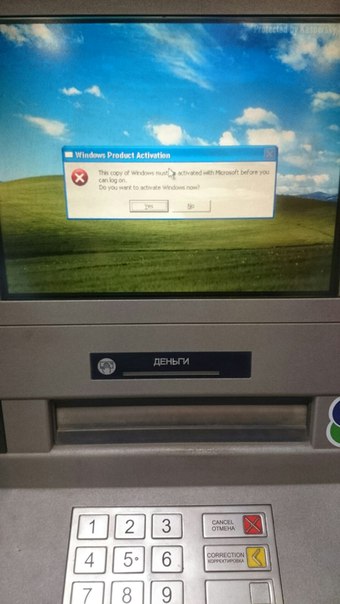 Protected by Kaspersky
Windows Product Activation
This copy of Windows must be activated with Microsoft before you
can log on.
Do you want to activate Windows now?
Yes No
ДЕНЬГИ
1 2 3 CANCEL
ОТМЕНА
4 5 6 CORRECTION
КОРРЕКТИРОВКА
7 8 9